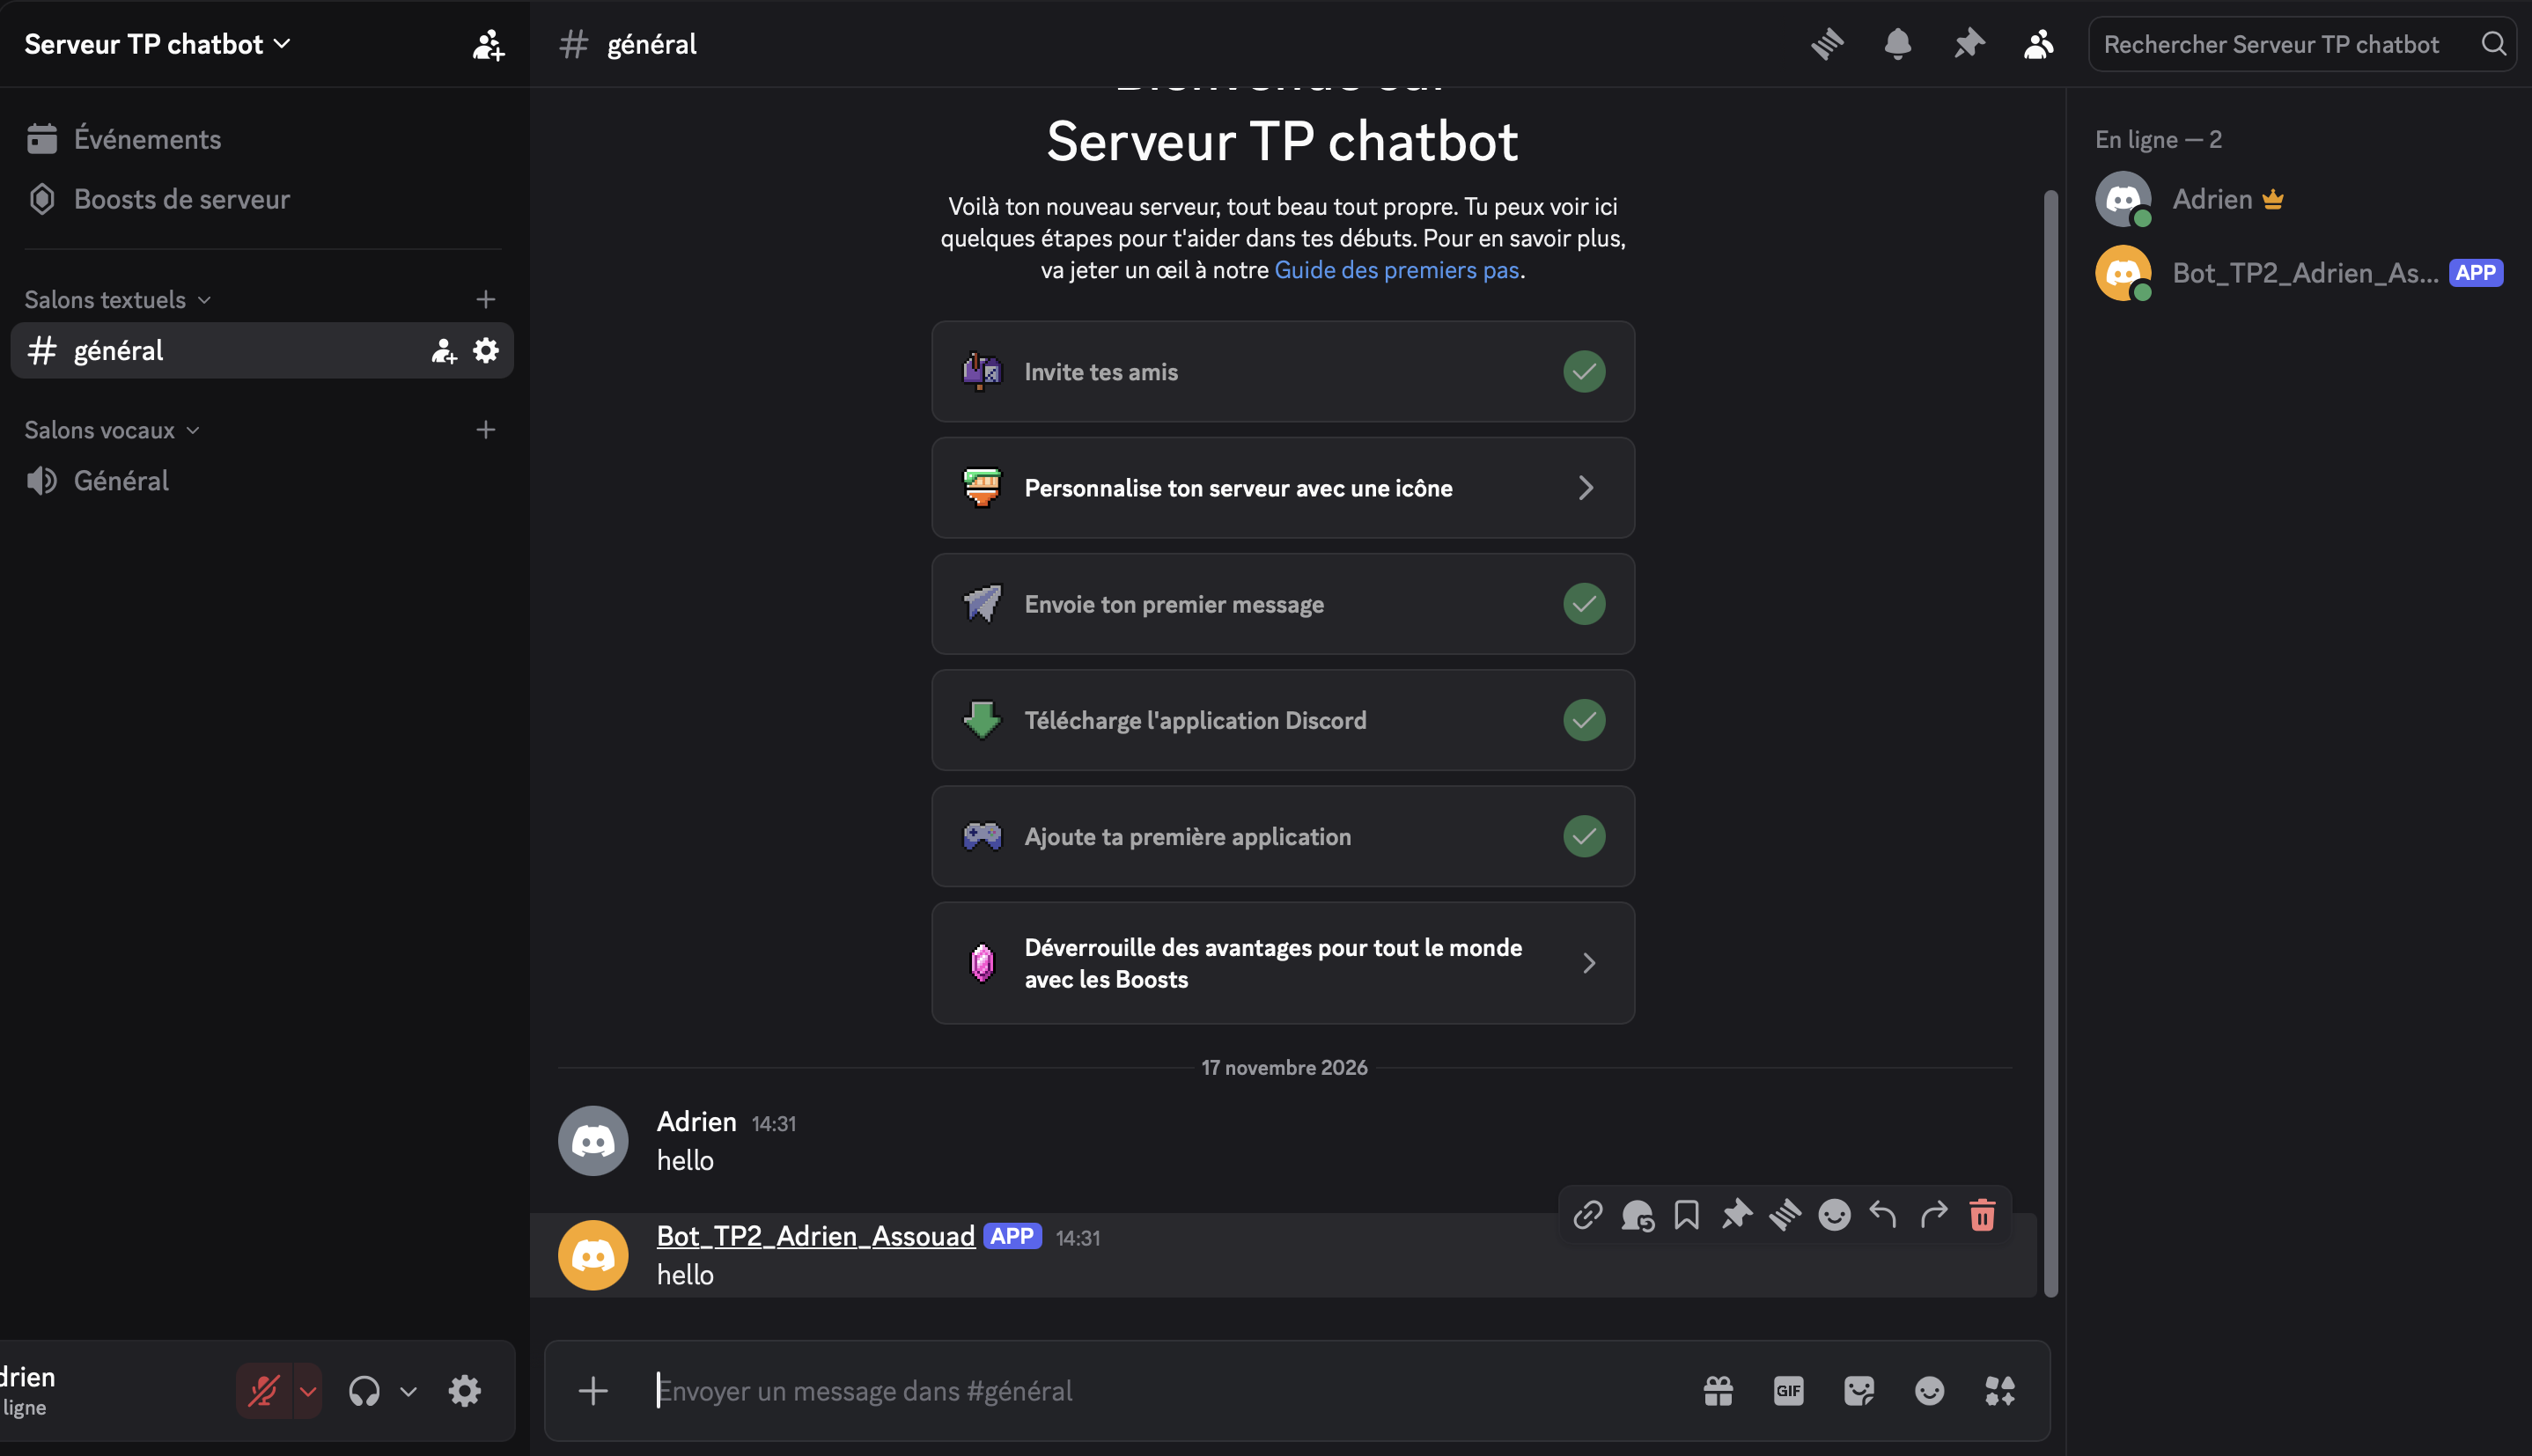 Serveur TP chatbot
Événements
Boosts de serveur
Salons textuels
général
Salons vocaux
Général
drien
ligne
général
Rechercher Serveur TP chatbot
Serveur TP chatbot
Voilà ton nouveau serveur, tout beau tout propre. Tu peux voir ici
quelques étapes pour t'aider dans tes débuts. Pour en savoir plus,
va jeter un œil à notre Guide des premiers pas.
Invite tes amis
Personnalise ton serveur avec une icône
Envoie ton premier message
Télécharge l'application Discord
Ajoute ta première application
Déverrouille des avantages pour tout le monde
avec les Boosts
17 novembre 2026
Adrien 14:31
hello
Bot_TP2_Adrien_Assouad APP 14:31
hello
Envoyer un message dans #général
GIF
En ligne — 2
Adrien
Bot_TP2_Adrien_As... APP